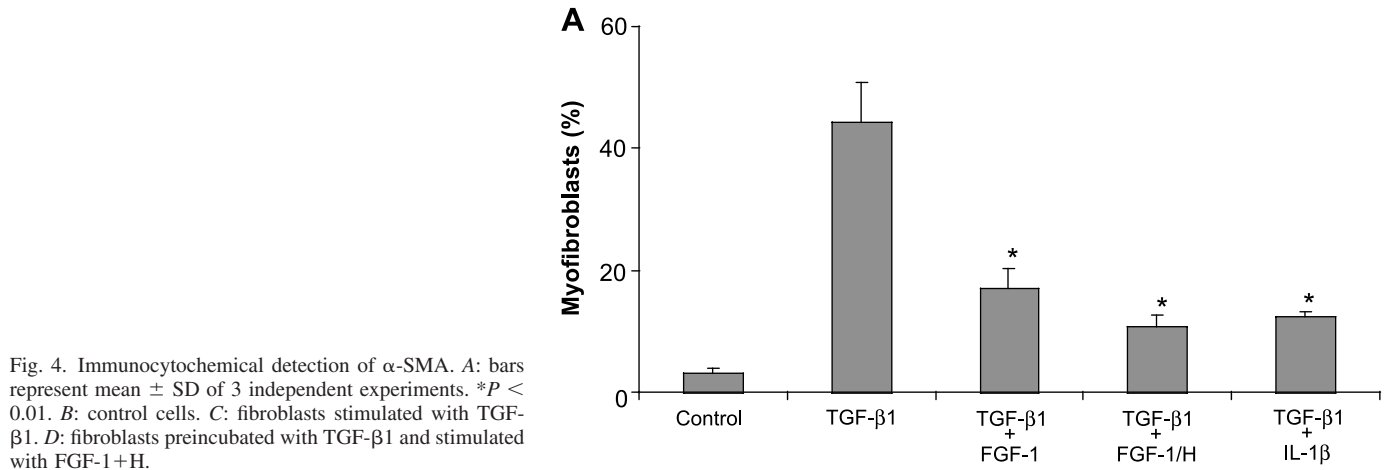 A
60
40
20
0
Myofibroblasts (%)
*
*
*
Control
TGF-β1
TGF-β1
+
FGF-1
TGF-β1
+
FGF-1/H
TGF-β1
+
IL-1β
Fig. 4. Immunocytochemical detection of α-SMA. A: bars
represent mean ± SD of 3 independent experiments. *P <
0.01. B: control cells. C: fibroblasts stimulated with TGF-
β1. D: fibroblasts preincubated with TGF-β1 and stimulated
with FGF-1+H.